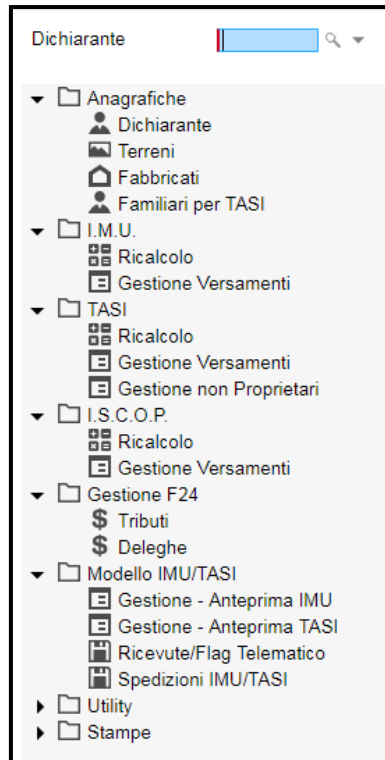 Dichiarante
Anagrafiche
Dichiarante
Terreni
Fabbricati
Familiari per TASI
I.M.U.
Ricalcolo
Gestione Versamenti
TASI
Ricalcolo
Gestione Versamenti
Gestione non Proprietari
I.S.C.O.P.
Ricalcolo
Gestione Versamenti
Gestione F24
Tributi
Deleghe
Modello IMU/TASI
Gestione - Anteprima IMU
Gestione - Anteprima TASI
Ricevute/Flag Telematico
Spedizioni IMU/TASI
Utility
Stampe